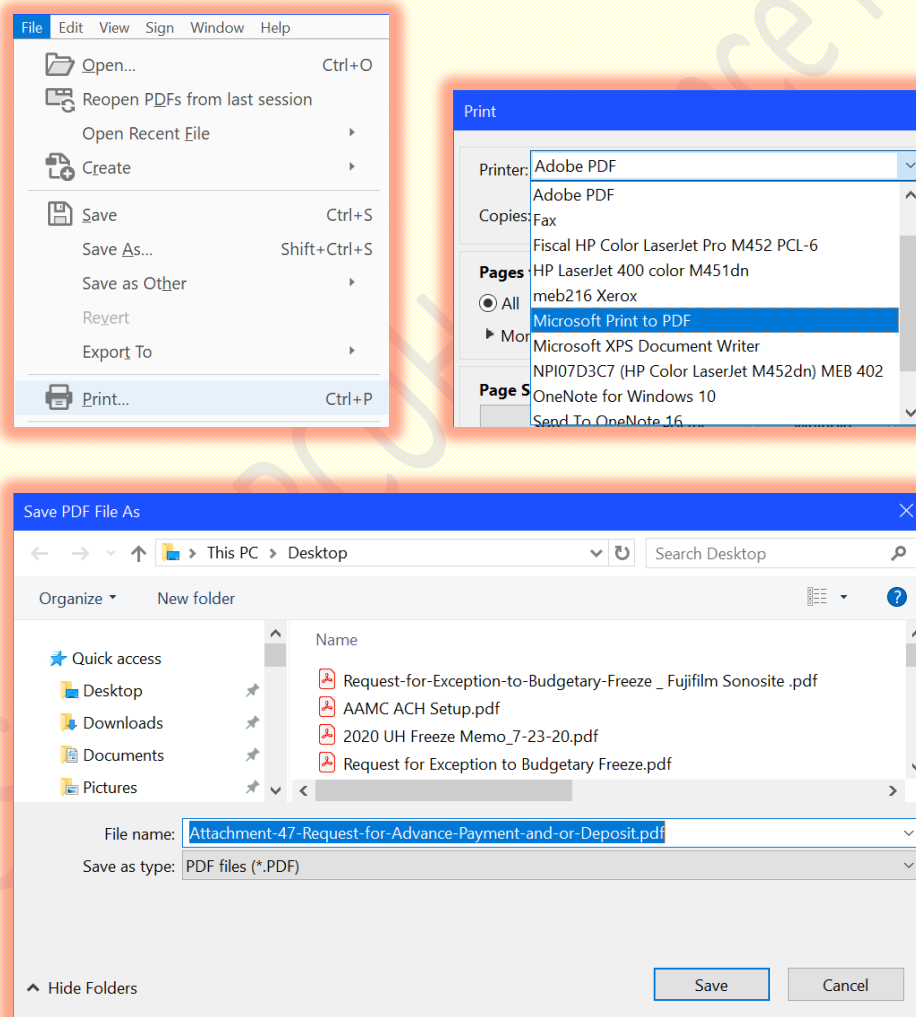 File Edit View Sign Window Help
Open... Ctrl+O
Reopen PDFs from last session
Open Recent File
Create
Save Ctrl+S
Save As... Shift+Ctrl+S
Save as Other
Revert
Export To
Print... Ctrl+P
Print
Printer: Adobe PDF
Adobe PDF
Copies:
Fax
Fiscal HP Color LaserJet Pro M452 PCL-6
Pages
HP LaserJet 400 color M451dn
All
meb216 Xerox
Microsoft Print to PDF
Mor
Microsoft XPS Document Writer
NPI07D3C7 (HP Color LaserJet M452dn) MEB 402
Page S
OneNote for Windows 10
Send To OneNote 16
Save PDF File As
This PC > Desktop
Search Desktop
Organize New folder
Name
Quick access
Desktop
Downloads
Documents
Pictures
Request-for-Exception-to-Budgetary-Freeze _ Fujifilm Sonosite .pdf
AAMC ACH Setup.pdf
2020 UH Freeze Memo_7-23-20.pdf
Request for Exception to Budgetary Freeze.pdf
File name: Attachment-47-Request-for-Advance-Payment-and-or-Deposit.pdf
Save as type: PDF files (*.PDF)
Hide Folders
Save Cancel